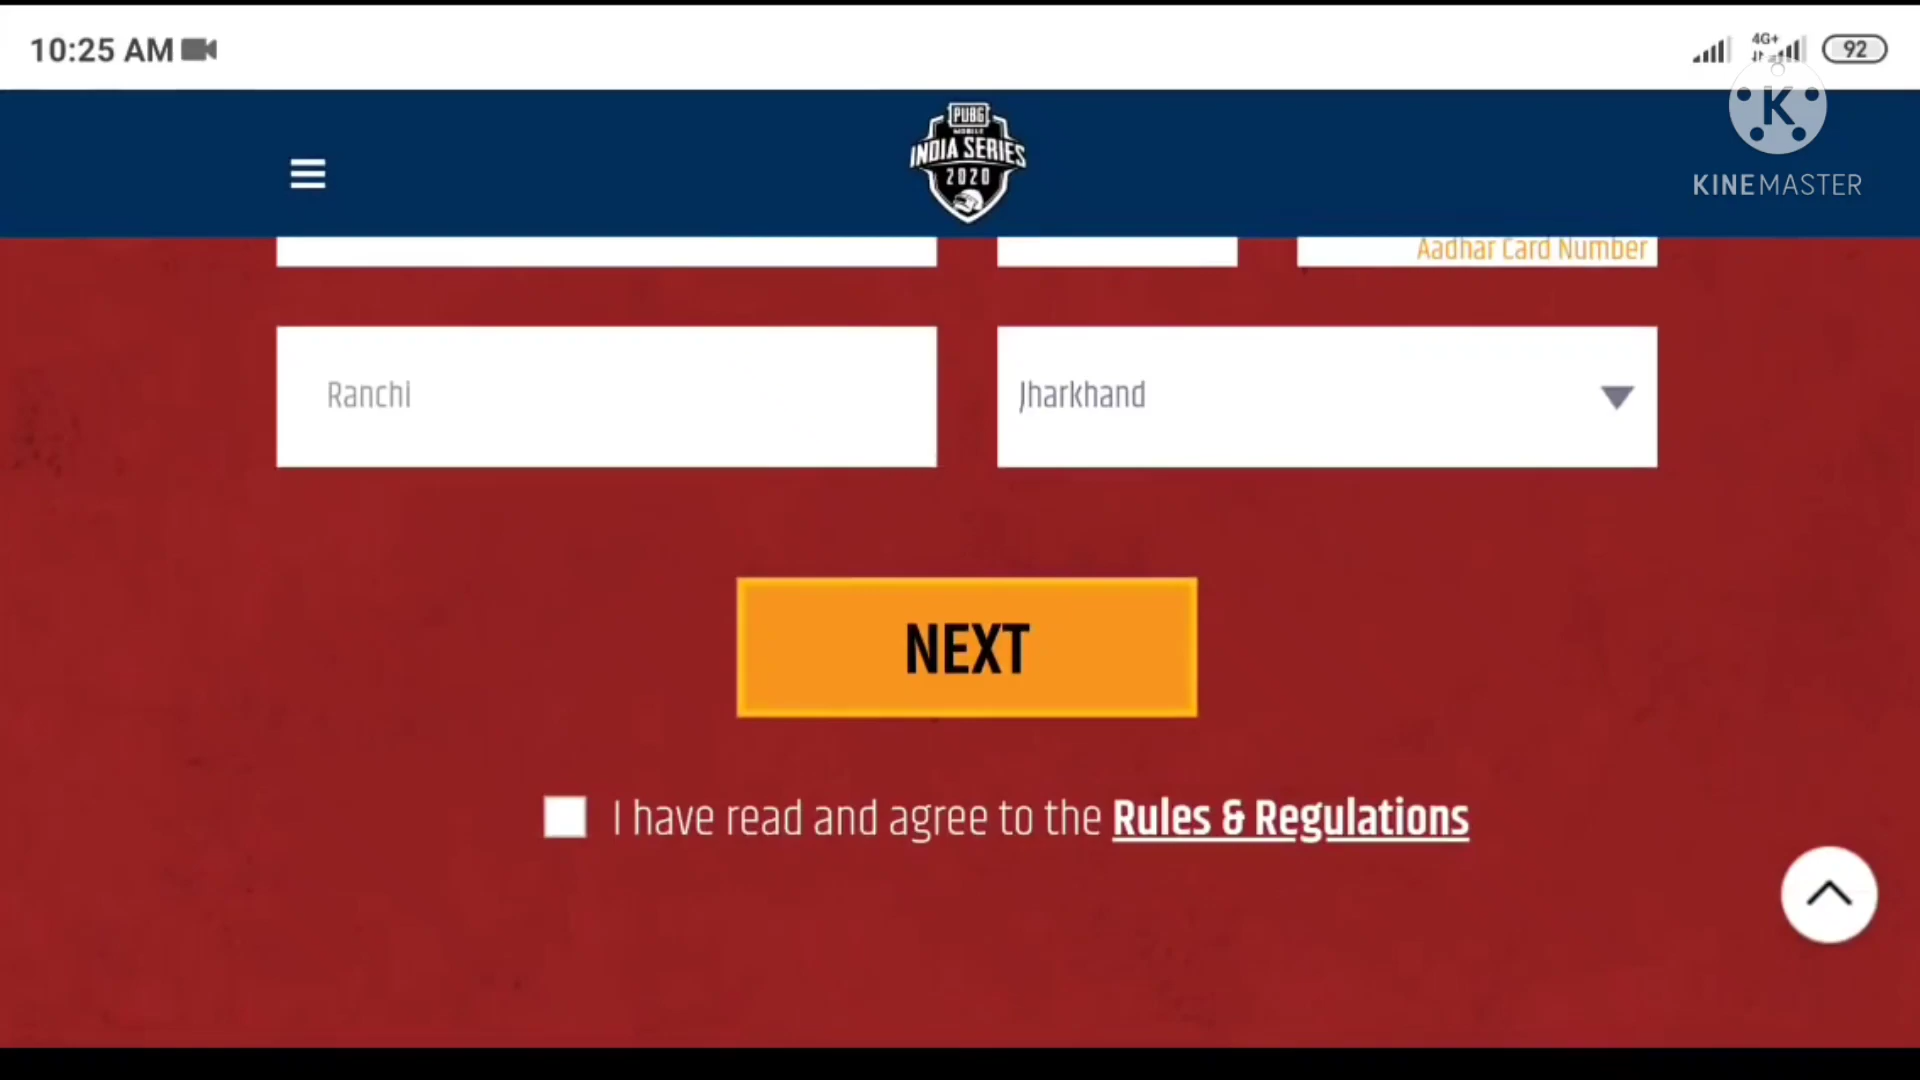 10:25 AM
4G+
92
PUBG
MOBILE
INDIA SERIES
2020
K
KINEMASTER
Aadhar Card Number
Ranchi
Jharkhand
NEXT
I have read and agree to the Rules & Regulations